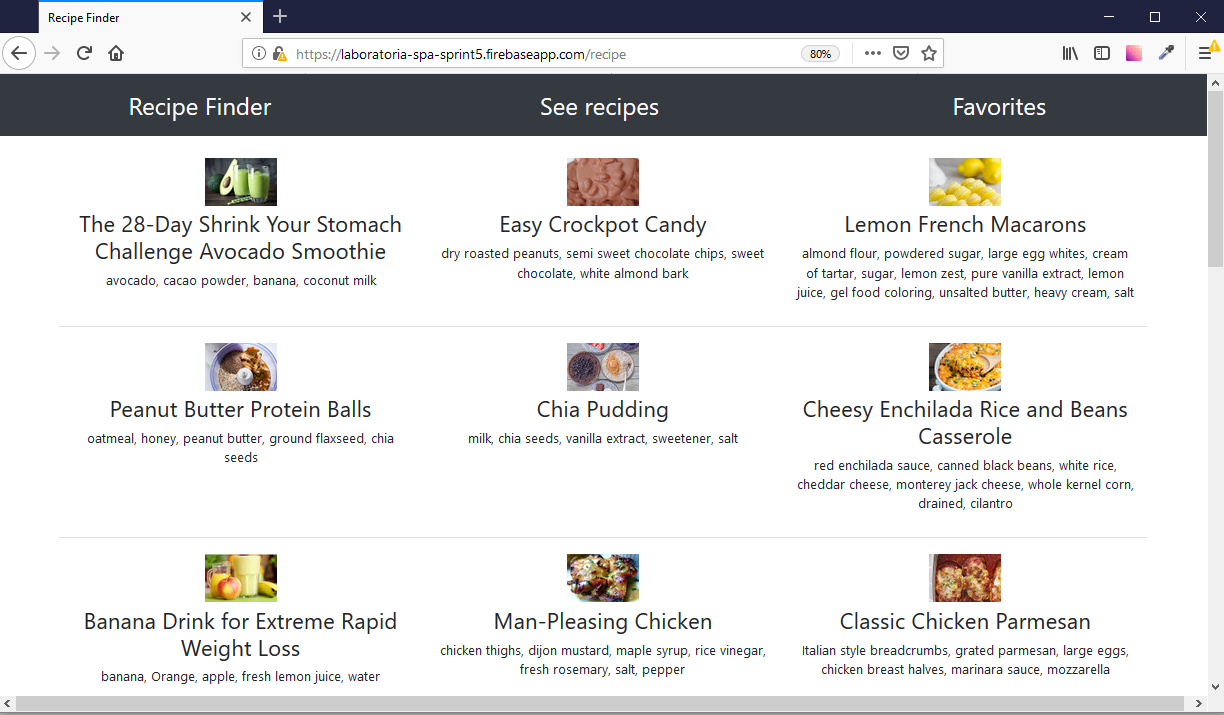 Recipe Finder
https://laboratoria-spa-sprint5.firebaseapp.com/recipe
80%
Recipe Finder
See recipes
Favorites
The 28-Day Shrink Your Stomach
Challenge Avocado Smoothie
avocado, cacao powder, banana, coconut milk
Easy Crockpot Candy
dry roasted peanuts, semi sweet chocolate chips, sweet
chocolate, white almond bark
Lemon French Macarons
almond flour, powdered sugar, large egg whites, cream
of tartar, sugar, lemon zest, pure vanilla extract, lemon
juice, gel food coloring, unsalted butter, heavy cream, salt
Peanut Butter Protein Balls
oatmeal, honey, peanut butter, ground flaxseed, chia
seeds
Chia Pudding
milk, chia seeds, vanilla extract, sweetener, salt
Cheesy Enchilada Rice and Beans
Casserole
red enchilada sauce, canned black beans, white rice,
cheddar cheese, monterey jack cheese, whole kernel corn,
drained, cilantro
Banana Drink for Extreme Rapid
Weight Loss
banana, Orange, apple, fresh lemon juice, water
Man-Pleasing Chicken
chicken thighs, dijon mustard, maple syrup, rice vinegar,
fresh rosemary, salt, pepper
Classic Chicken Parmesan
Italian style breadcrumbs, grated parmesan, large eggs,
chicken breast halves, marinara sauce, mozzarella